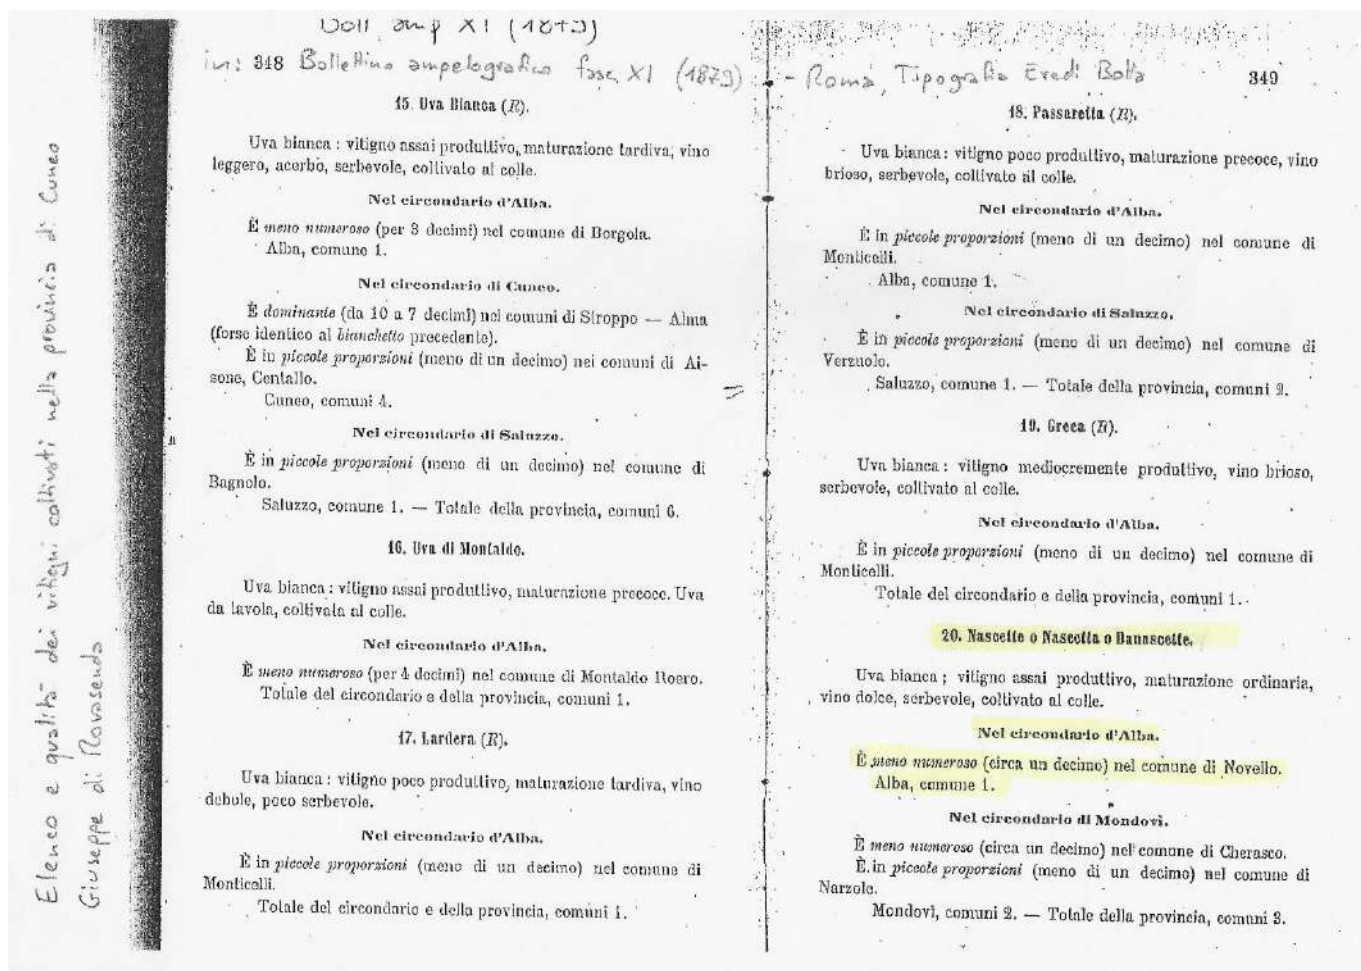 Boll. amp XI (1879)
in: 348 Bollettino ampelografico fasc. XI (1879)
15. Uva Bianca (R).
Uva bianca : vitigno assai produttivo, maturazione tardiva, vino
leggero, acerbo, serbevole, coltivato al colle.
Nel circondario d'Alba.
È meno numeroso (per 3 decimi) nel comune di Borgola.
Alba, comune 1.
Nel circondario di Cuneo.
È dominante (da 10 a 7 decimi) nei comuni di Stroppo — Alma
(forse identico al bianchetto precedente).
È in piccole proporzioni (meno di un decimo) nei comuni di Ai-
sone, Centallo.
Cuneo, comuni 4.
Nel circondario di Saluzzo.
È in piccole proporzioni (meno di un decimo) nel comune di
Bagnolo.
Saluzzo, comune 1. — Totale della provincia, comuni 6.
16. Uva di Montaldo.
Uva bianca : vitigno assai produttivo, maturazione precoce. Uva
da tavola, coltivata al colle.
Nel circondario d'Alba.
È meno numeroso (per 4 decimi) nel comune di Montaldo Roero.
Totale del circondario e della provincia, comuni 1.
17. Lardera (R).
Uva bianca : vitigno poco produttivo, maturazione tardiva, vino
debole, poco serbevole.
Nel circondario d'Alba.
È in piccole proporzioni (meno di un decimo) nel comune di
Monticelli.
Totale del circondario e della provincia, comuni 1.
- Roma, Tipografia Eredi Botta
349
18. Passaretta (R).
Uva bianca : vitigno poco produttivo, maturazione precoce, vino
brioso, serbevole, coltivato al colle.
Nel circondario d'Alba.
È in piccole proporzioni (meno di un decimo) nel comune di
Monticelli.
Alba, comune 1.
Nel circondario di Saluzzo.
È in piccole proporzioni (meno di un decimo) nel comune di
Verzuolo.
Saluzzo, comune 1. — Totale della provincia, comuni 2.
19. Greca (R).
Uva bianca : vitigno mediocremente produttivo, vino brioso,
serbevole, coltivato al colle.
Nel circondario d'Alba.
È in piccole proporzioni (meno di un decimo) nel comune di
Monticelli.
Totale del circondario e della provincia, comuni 1.
20. Nascette o Nascetta o Danascette.
Uva bianca ; vitigno assai produttivo, maturazione ordinaria,
vino dolce, serbevole, coltivato al colle.
Nel circondario d'Alba.
È meno numeroso (circa un decimo) nel comune di Novello.
Alba, comune 1.
Nel circondario di Mondovì.
È meno numeroso (circa un decimo) nel comune di Cherasco.
È in piccole proporzioni (meno di un decimo) nel comune di
Narzole.
Mondovì, comuni 2. — Totale della provincia, comuni 3.
Elenco e qualità dei vitigni coltivati nella provincia di Cuneo
Giuseppe di Rovasenda